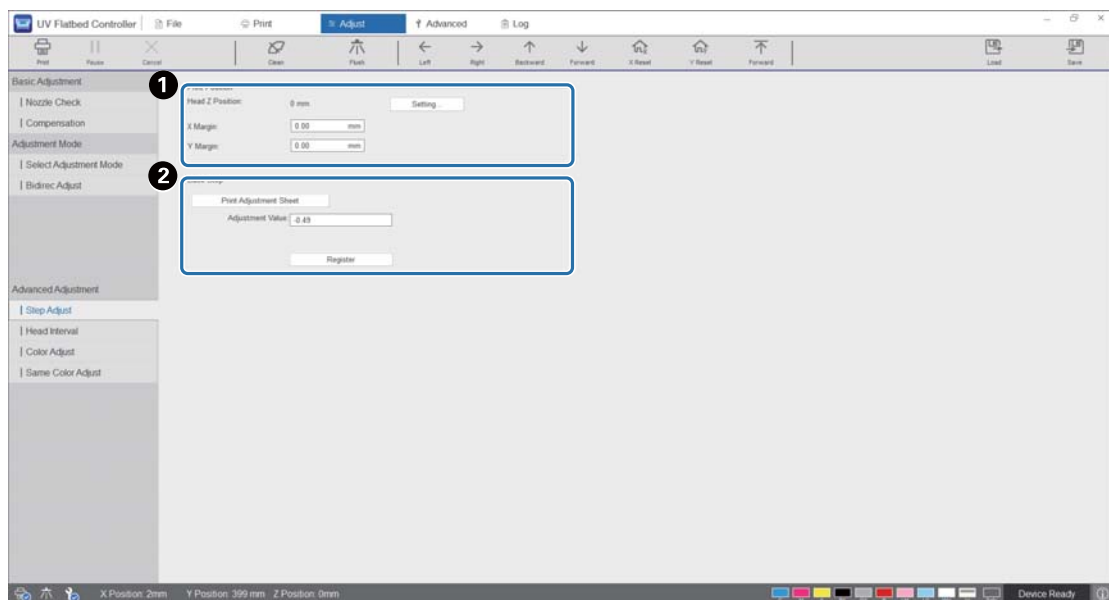 UV Flatbed Controller
File
Print
Adjust
Advanced
Log
Print
Pause
Cancel
Clean
Flush
Left
Right
Backward
Forward
X Reset
Y Reset
Forward
Load
Save
Basic Adjustment
Nozzle Check
Compensation
Adjustment Mode
Select Adjustment Mode
Bidirec Adjust
Advanced Adjustment
Step Adjust
Head Interval
Color Adjust
Same Color Adjust
1
Head Z Position: 0 mm Setting...
X Margin: 0.00 mm
Y Margin: 0.00 mm
2
Print Adjustment Sheet
Adjustment Value: -0.49
Register
X Position: 2mm Y Position: 399 mm Z Position: 0mm
Device Ready